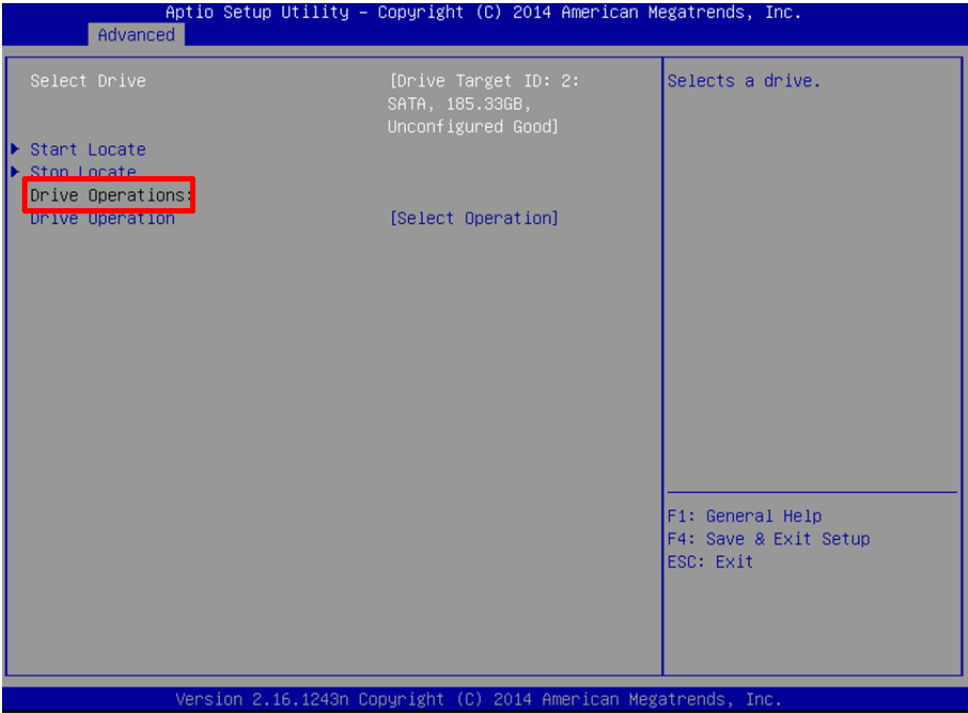 Aptio Setup Utility – Copyright (C) 2014 American Megatrends, Inc.
Advanced
Select Drive [Drive Target ID: 2:
SATA, 185.33GB,
Unconfigured Good]
Start Locate
Stop Locate
Drive Operations:
Drive Operation [Select Operation]
Selects a drive.
F1: General Help
F4: Save & Exit Setup
ESC: Exit
Version 2.16.1243n Copyright (C) 2014 American Megatrends, Inc.